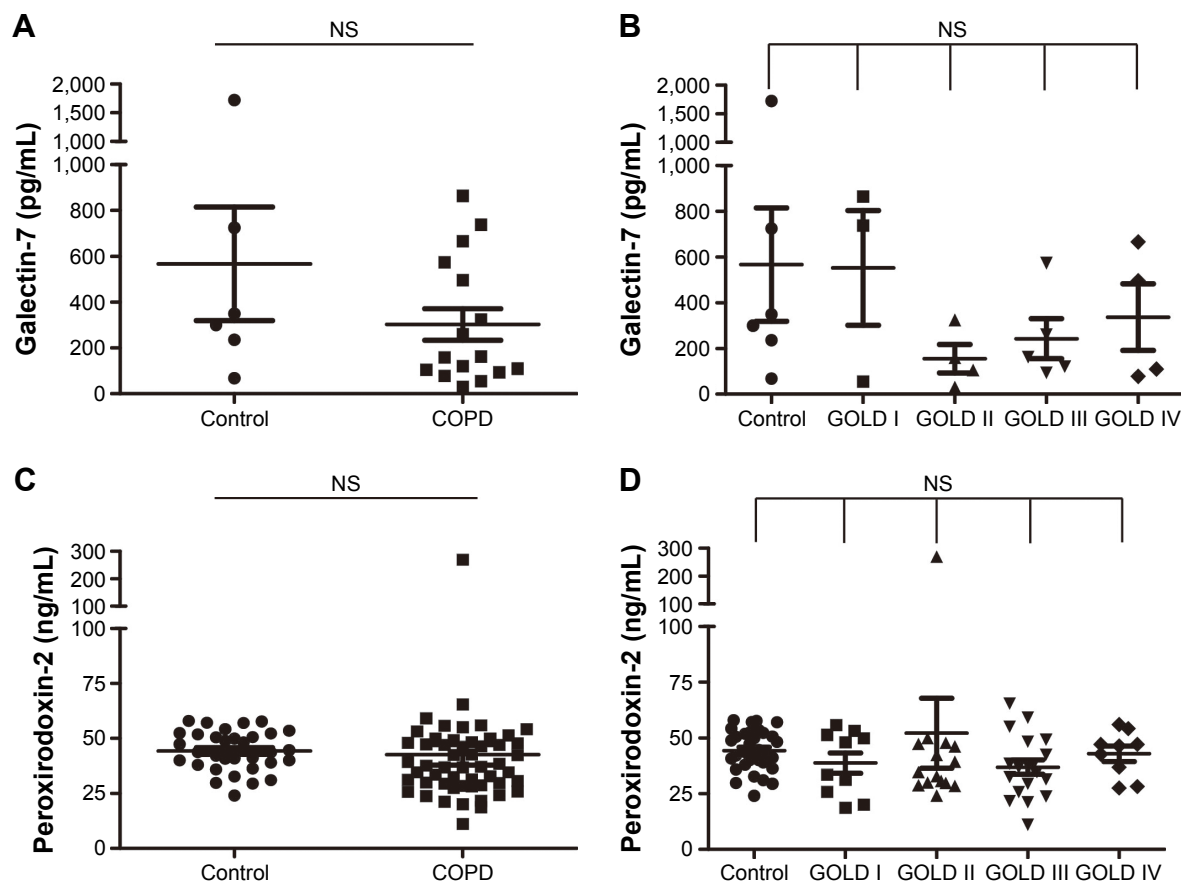 A
NS
Galectin-7 (pg/mL)
2,000
1,500
1,000
1,000
800
600
400
200
0
Control COPD
B
NS
Galectin-7 (pg/mL)
2,000
1,500
1,000
1,000
800
600
400
200
0
Control GOLD I GOLD II GOLD III GOLD IV
C
NS
Peroxirodoxin-2 (ng/mL)
300
200
100
100
75
50
25
0
Control COPD
D
NS
Peroxirodoxin-2 (ng/mL)
300
200
100
100
75
50
25
0
Control GOLD I GOLD II GOLD III GOLD IV